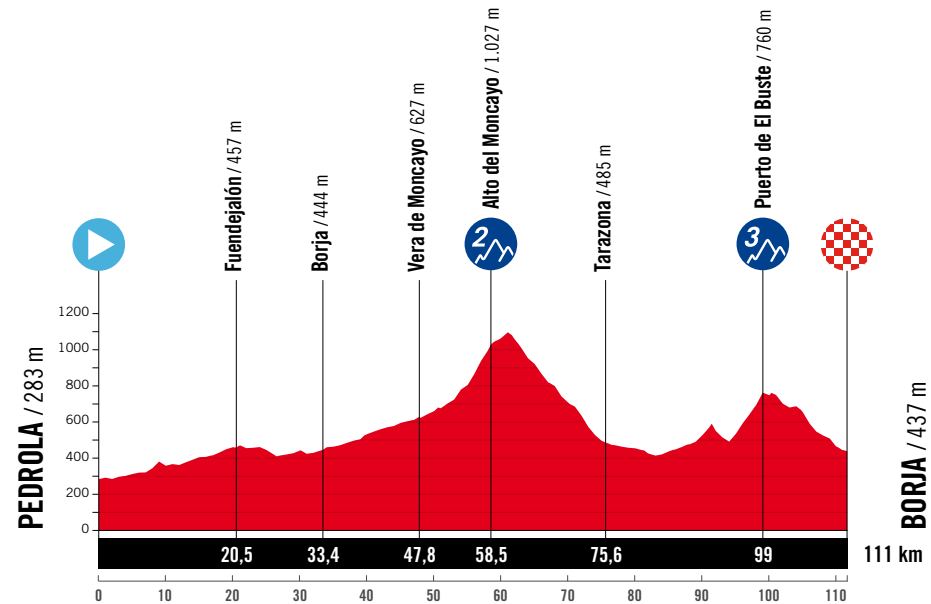 Fuendejalón / 457 m
Borja / 444 m
Vera de Moncayo / 627 m
2
Alto del Moncayo / 1.027 m
Tarazona / 485 m
3
Puerto de El Buste / 760 m
PEDROLA / 283 m
1200
1000
800
600
400
200
0
BORJA / 437 m
20,5 33,4 47,8 58,5 75,6 99 111 km
0 10 20 30 40 50 60 70 80 90 100 110